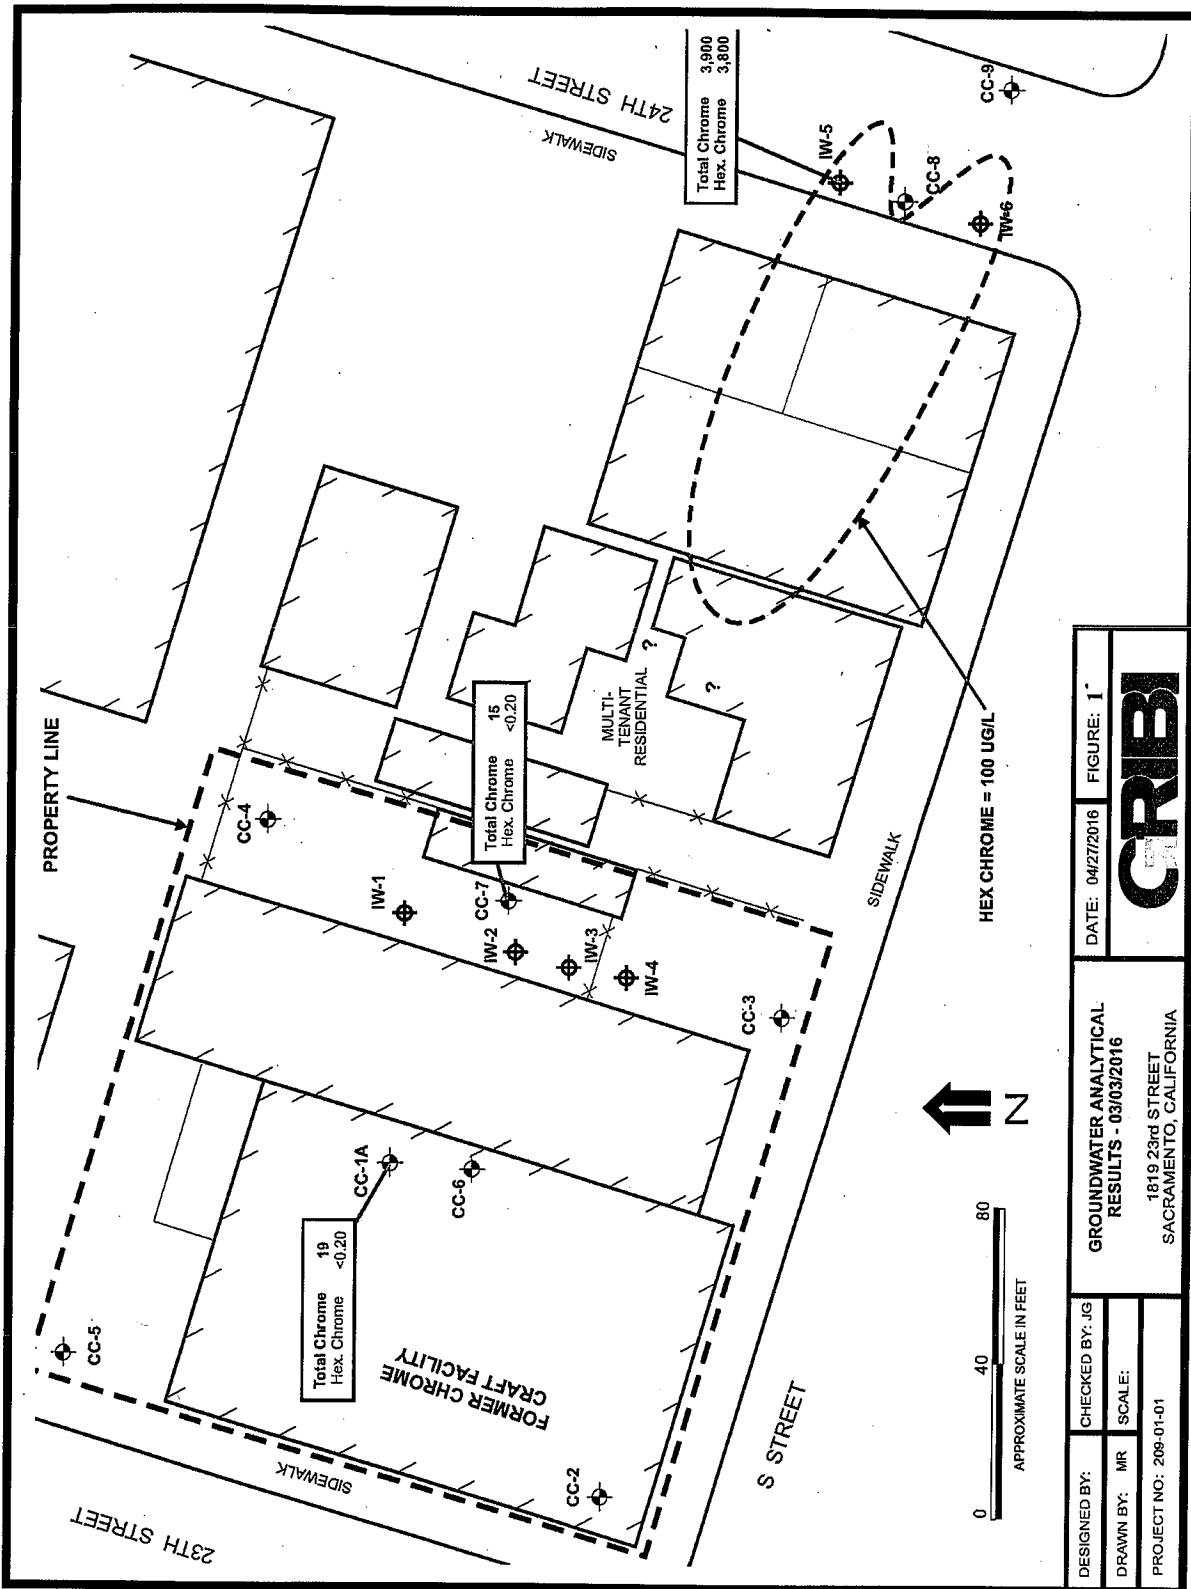 PROPERTY LINE
24TH STREET
SIDEWALK
Total Chrome 3,900
Hex. Chrome 3,800
IW-5
CC-8
CC-9
IW-6
CC-4
IW-1
IW-2
IW-3
IW-4
CC-7
Total Chrome 15
Hex. Chrome <0.20
MULTI-
TENANT
RESIDENTIAL
?
?
CC-3
SIDEWALK
HEX CHROME = 100 UG/L
CC-5
CC-1A
CC-6
Total Chrome 19
Hex. Chrome <0.20
FORMER CHROME
CRAFT FACILITY
CC-2
SIDEWALK
23TH STREET
S STREET
N
0 40 80
APPROXIMATE SCALE IN FEET
DESIGNED BY:
CHECKED BY: JG
DRAWN BY: MR
SCALE:
PROJECT NO: 209-01-01
GROUNDWATER ANALYTICAL
RESULTS - 03/03/2016
1819 23rd STREET
SACRAMENTO, CALIFORNIA
DATE: 04/27/2016
FIGURE: 1
GRIBI